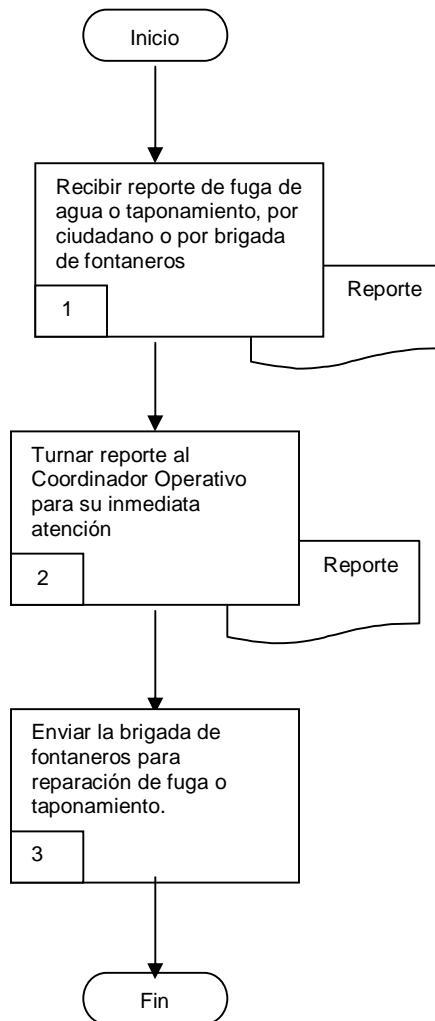 Inicio
Recibir reporte de fuga de
agua o taponamiento, por
ciudadano o por brigada
de fontaneros
1
Reporte
Turnar reporte al
Coordinador Operativo
para su inmediata
atención
2
Reporte
Enviar la brigada de
fontaneros para
reparación de fuga o
taponamiento.
3
Fin